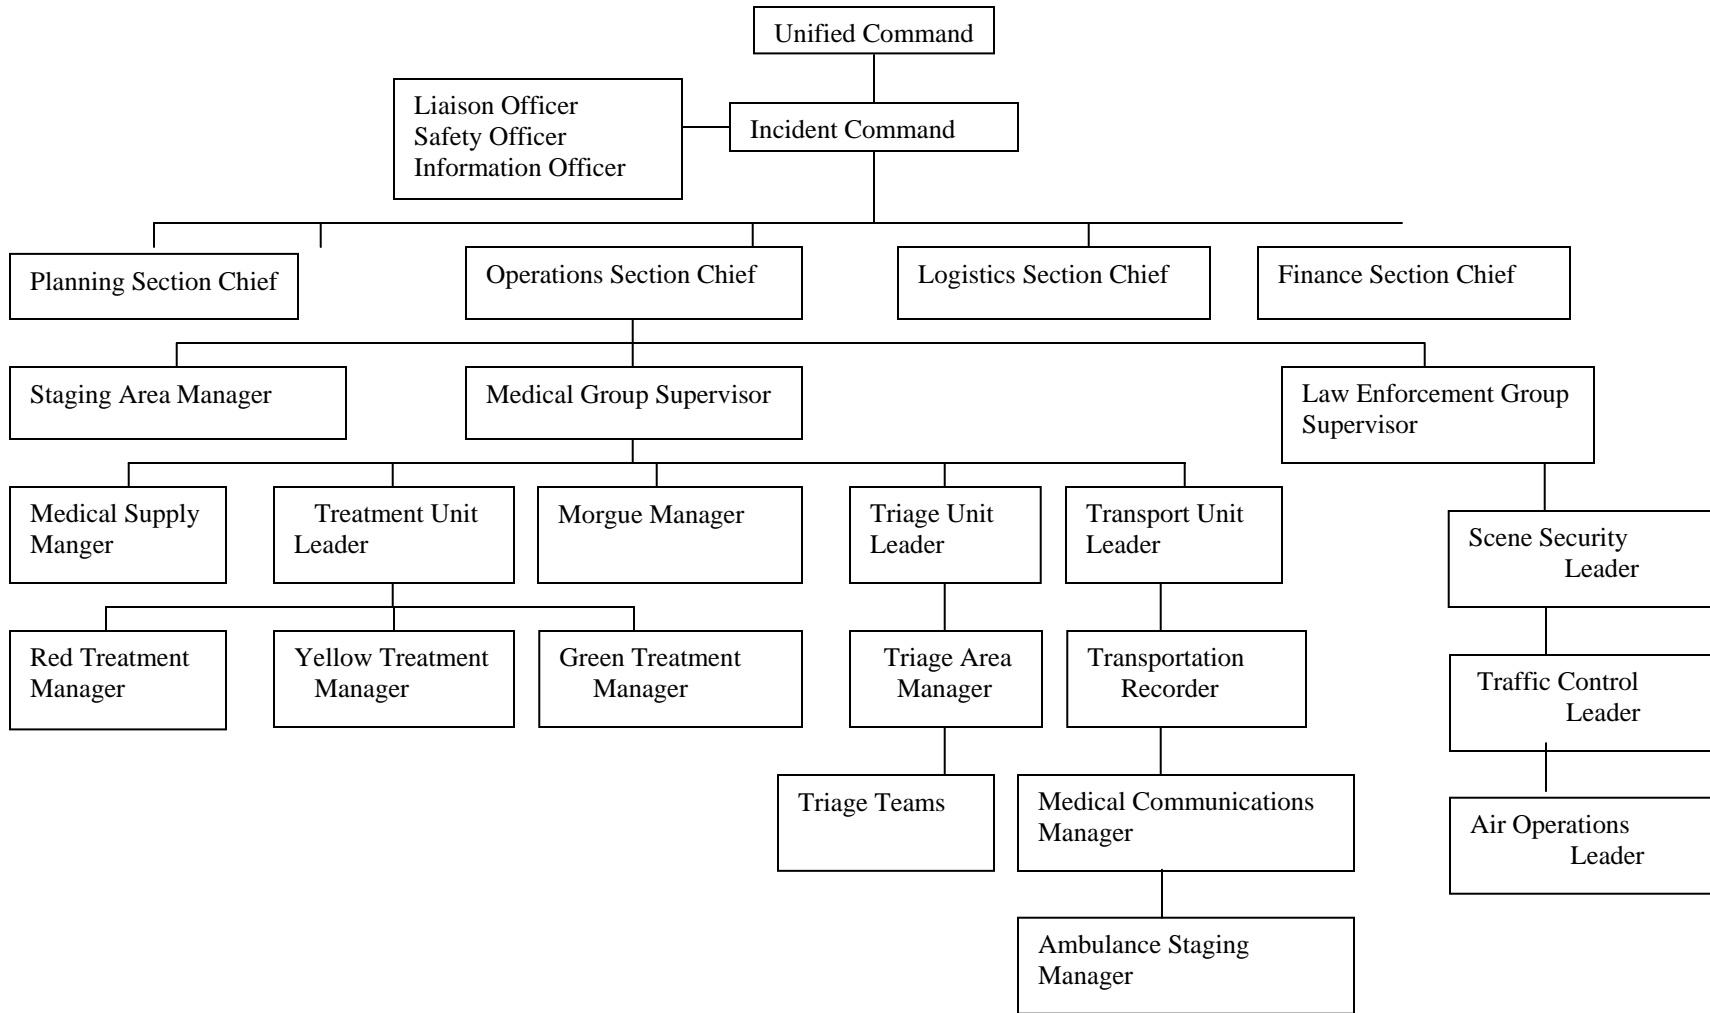 Unified Command
Liaison Officer
Safety Officer
Information Officer
Incident Command
Planning Section Chief
Operations Section Chief
Logistics Section Chief
Finance Section Chief
Staging Area Manager
Medical Group Supervisor
Law Enforcement Group
Supervisor
Medical Supply
Manger
Treatment Unit
Leader
Morgue Manager
Triage Unit
Leader
Transport Unit
Leader
Scene Security
Leader
Red Treatment
Manager
Yellow Treatment
Manager
Green Treatment
Manager
Triage Area
Manager
Transportation
Recorder
Traffic Control
Leader
Triage Teams
Medical Communications
Manager
Air Operations
Leader
Ambulance Staging
Manager